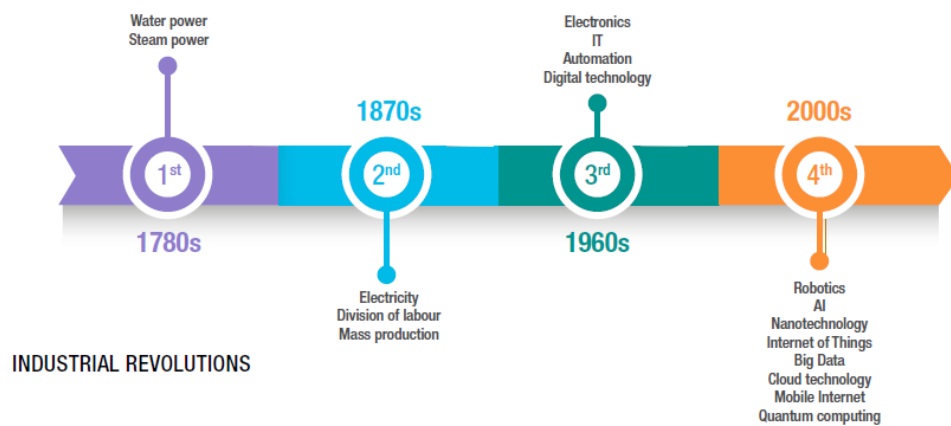 Water power
Steam power
1st
1780s
1870s
2nd
Electricity
Division of labour
Mass production
Electronics
IT
Automation
Digital technology
3rd
1960s
2000s
4th
Robotics
AI
Nanotechnology
Internet of Things
Big Data
Cloud technology
Mobile Internet
Quantum computing
INDUSTRIAL REVOLUTIONS